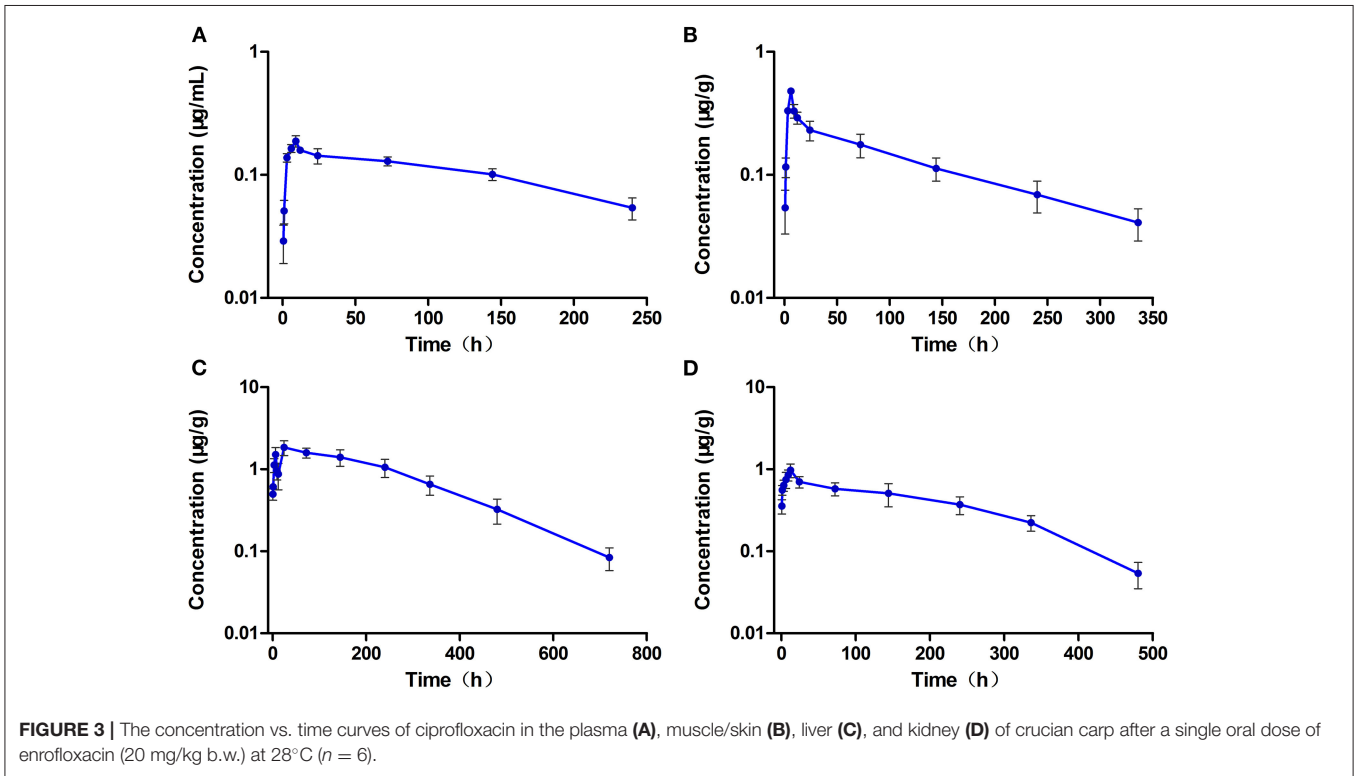 A
B
Concentration (µg/mL)
1
0.1
0.01
0 50 100 150 200 250
Time（h）
Concentration (µg/g)
1
0.1
0.01
0 50 100 150 200 250 300 350
Time（h）
C
D
Concentration (µg/g)
10
1
0.1
0.01
0 200 400 600 800
Time（h）
Concentration (µg/g)
10
1
0.1
0.01
0 100 200 300 400 500
Time（h）
FIGURE 3 | The concentration vs. time curves of ciprofloxacin in the plasma (A), muscle/skin (B), liver (C), and kidney (D) of crucian carp after a single oral dose of
enrofloxacin (20 mg/kg b.w.) at 28°C (n = 6).